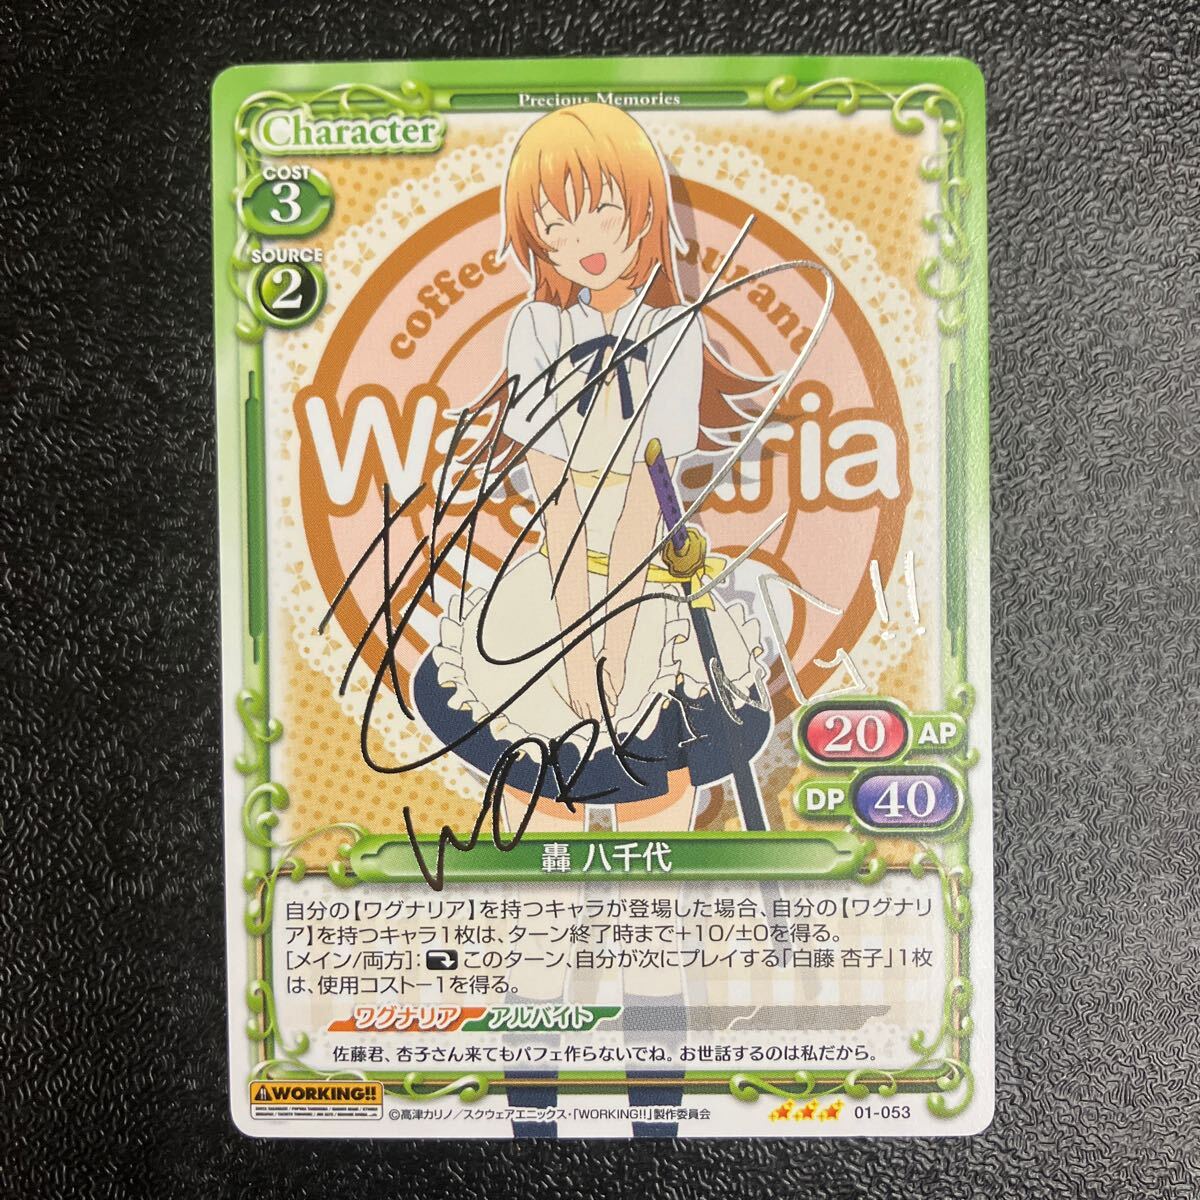 Precious Memories
Character
COST
3
SOURCE
2
coffee
Wagnaria
WORKING!!
20 AP
DP 40
轟 八千代
自分の【ワグナリア】を持つキャラが登場した場合、自分の【ワグナリ
ア】を持つキャラ1枚は、ターン終了時まで+10/±0を得る。
[メイン/両方]: このターン、自分が次にプレイする「白藤 杏子」1枚
は、使用コスト−1を得る。
ワグナリア アルバイト
佐藤君、杏子さん来てもパフェ作らないでね。お世話するのは私だから。
WORKING!!
©高津カリノ/スクウェアエニックス・「WORKING!!」製作委員会
01-053